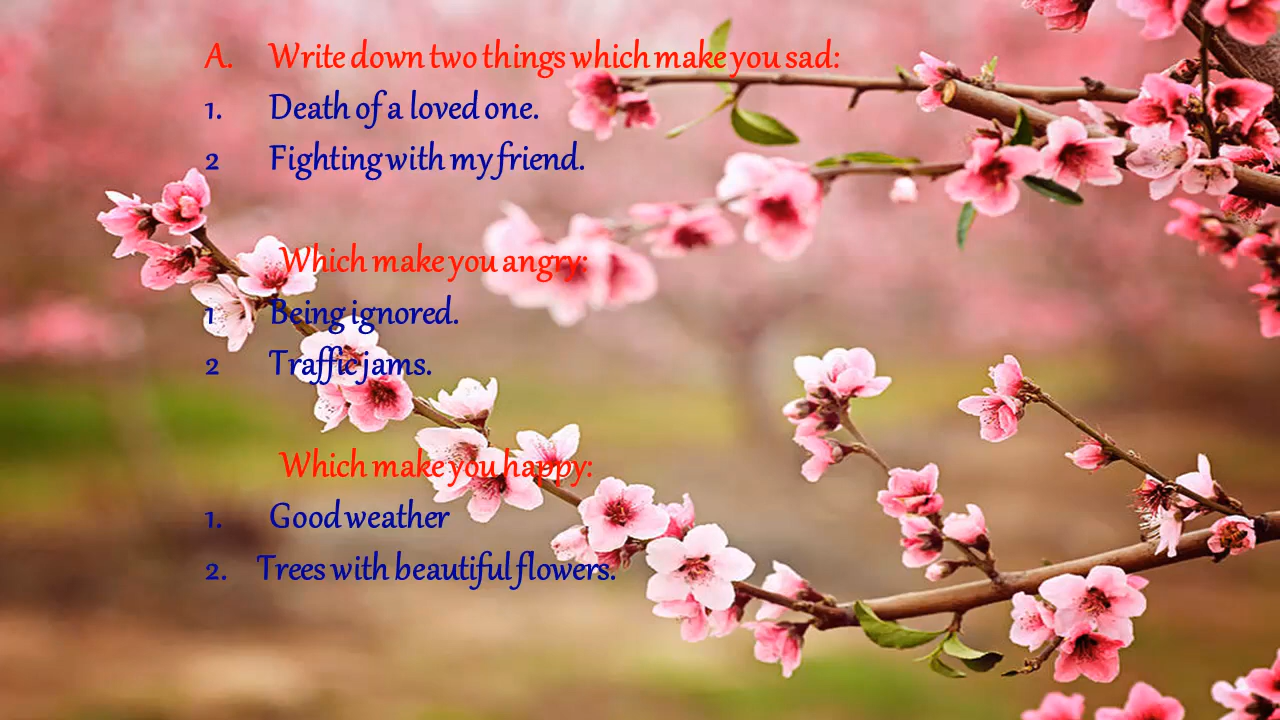 A. Write down two things which make you sad:
1. Death of a loved one.
2 Fighting with my friend.
Which make you angry:
1 Being ignored.
2 Traffic jams.
Which make you happy:
1. Good weather
2. Trees with beautiful flowers.